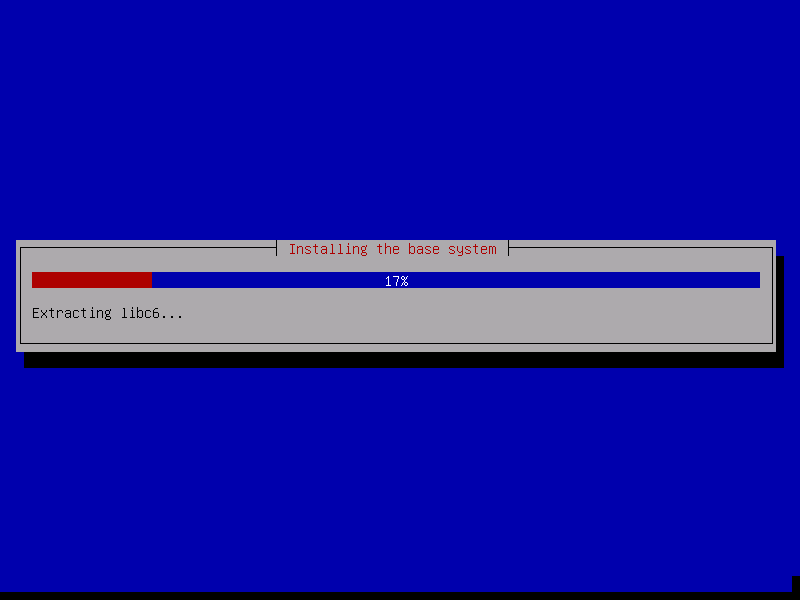 Installing the base system
17%
Extracting libc6...